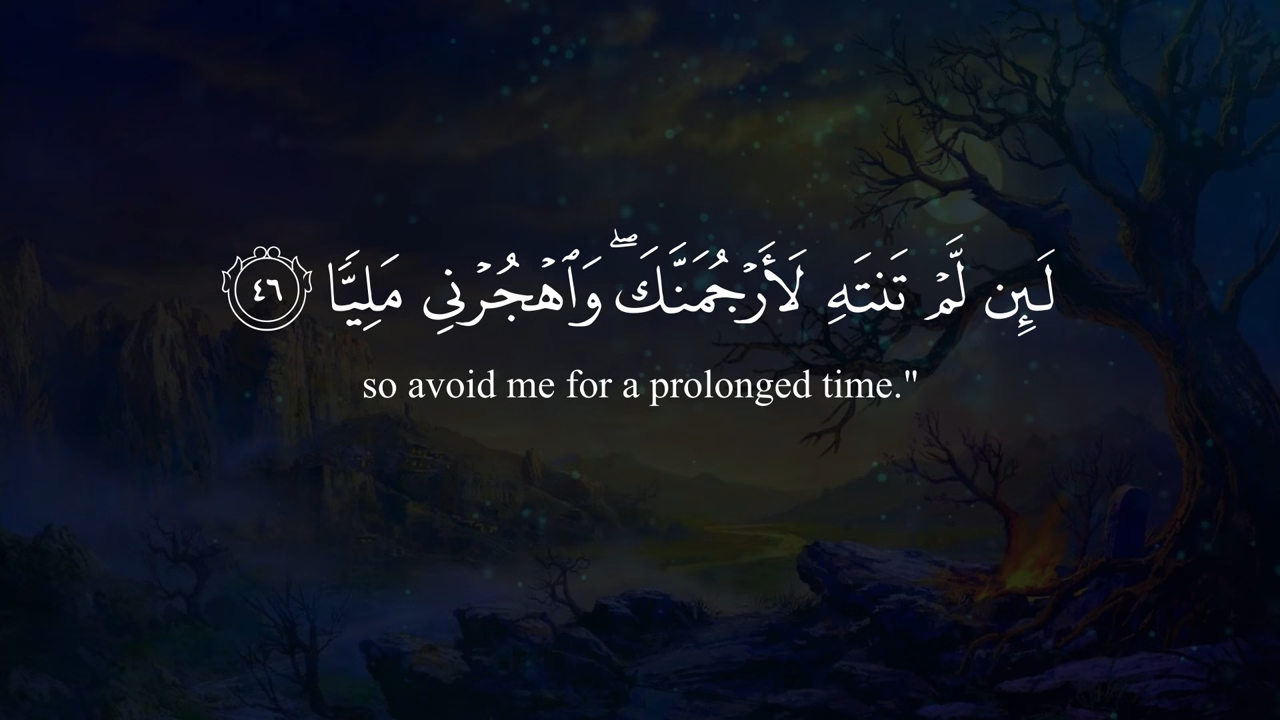 لَئِن لَّمْ تَنتَهِ لَأَرْجُمَنَّكَ ۖ وَٱهْجُرْنِى مَلِيًّا ٤٦
so avoid me for a prolonged time."